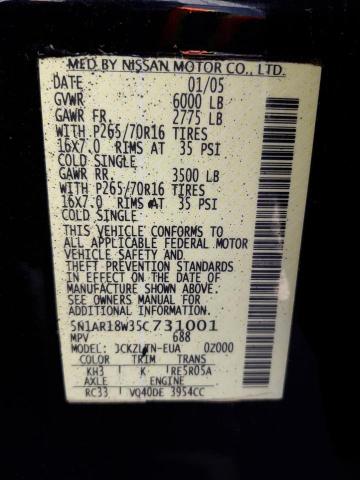 MFD BY NISSAN MOTOR CO., LTD.
DATE 01/05
GVWR 6000 LB
GAWR FR. 2775 LB
WITH P265/70R16 TIRES
16X7.0 RIMS AT 35 PSI
COLD SINGLE
GAWR RR. 3500 LB
WITH P265/70R16 TIRES
16X7.0 RIMS AT 35 PSI
COLD SINGLE
THIS VEHICLE CONFORMS TO
ALL APPLICABLE FEDERAL MOTOR
VEHICLE SAFETY AND
THEFT PREVENTION STANDARDS
IN EFFECT ON THE DATE OF
MANUFACTURE SHOWN ABOVE.
SEE OWNERS MANUAL FOR
ADDITIONAL INFORMATION.
5N1AR18W35C731001
MPV 688
MODEL JCKZLTN-EUA 0Z000
COLOR TRIM TRANS
KH3 K RE5R05A
AXLE ENGINE
RC33 VQ40DE 3954CC